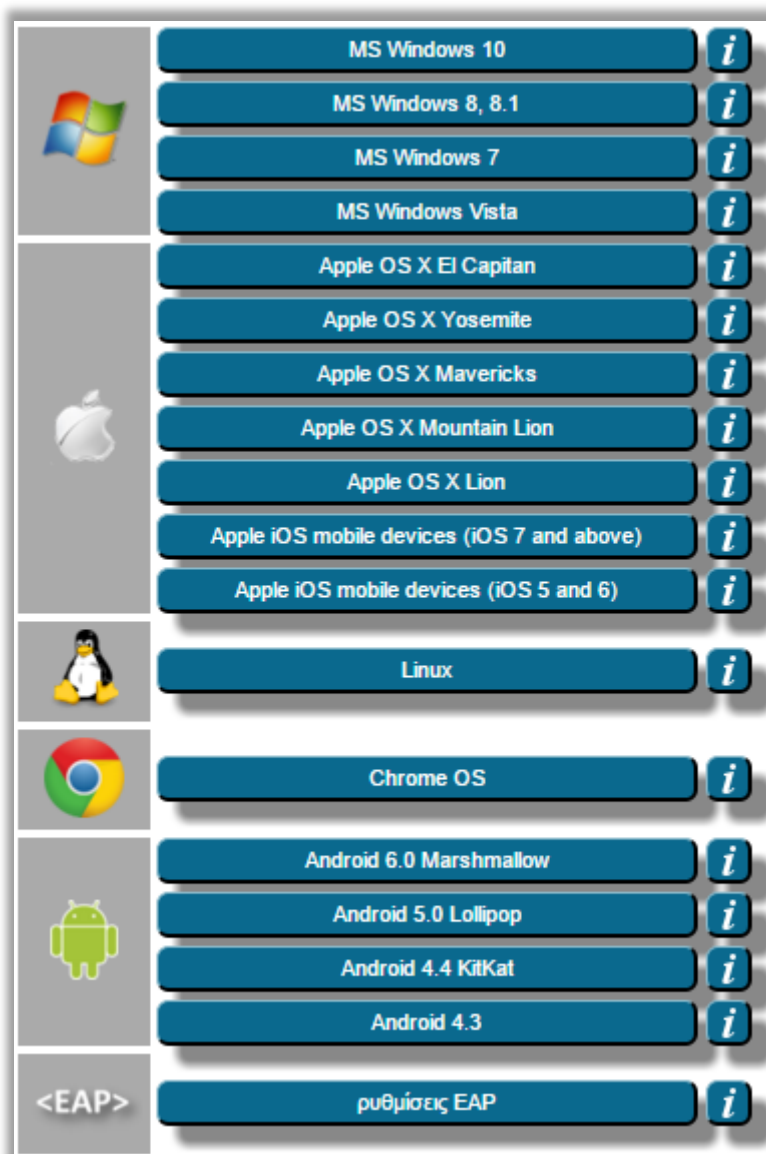 MS Windows 10 i
MS Windows 8, 8.1 i
MS Windows 7 i
MS Windows Vista i
Apple OS X El Capitan i
Apple OS X Yosemite i
Apple OS X Mavericks i
Apple OS X Mountain Lion i
Apple OS X Lion i
Apple iOS mobile devices (iOS 7 and above) i
Apple iOS mobile devices (iOS 5 and 6) i
Linux i
Chrome OS i
Android 6.0 Marshmallow i
Android 5.0 Lollipop i
Android 4.4 KitKat i
Android 4.3 i
<EAP> ρυθμίσεις EAP i